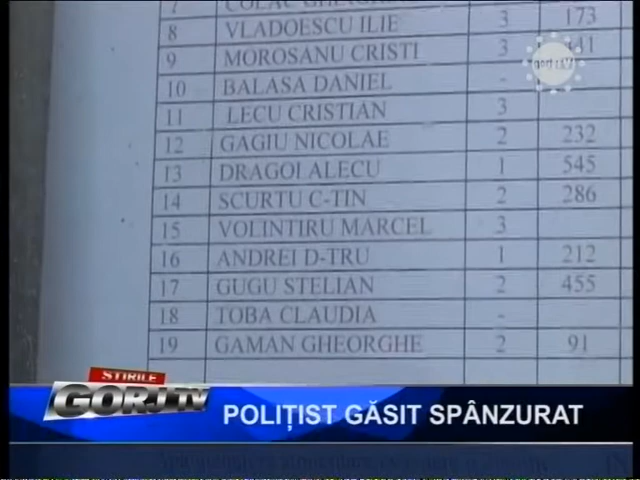 7 COLAC
8 VLADOESCU ILIE 3 173
9 MOROSANU CRISTI 3
10 BALASA DANIEL -
11 LECU CRISTIAN 3
12 GAGIU NICOLAE 2 232
13 DRAGOI ALECU 1 545
14 SCURTU C-TIN 2 286
15 VOLINTIRU MARCEL 3
16 ANDREI D-TRU 1 212
17 GUGU STELIAN 2 455
18 TOBA CLAUDIA -
19 GAMAN GHEORGHE 2 91
ȘTIRILE
GORJ TV
POLIȚIST GĂSIT SPÂNZURAT